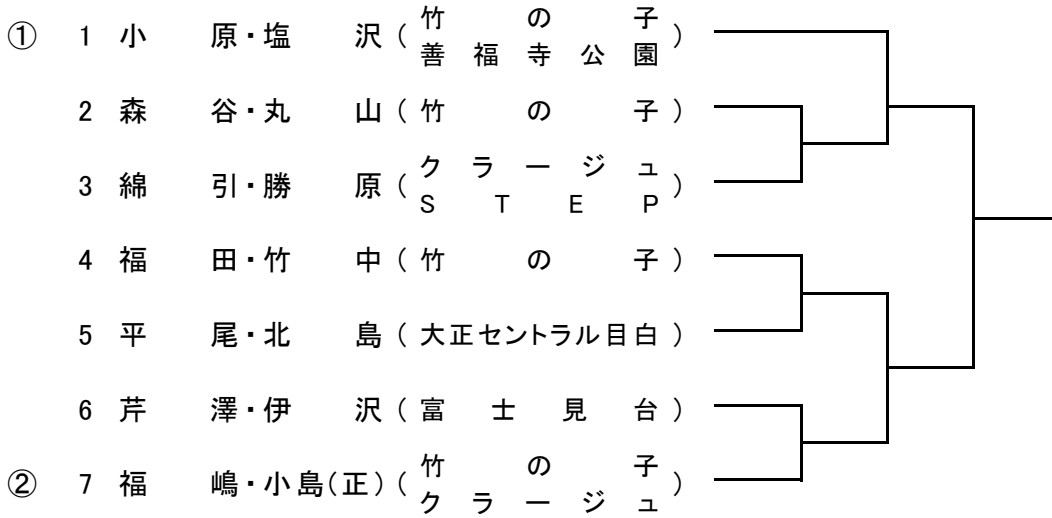 ① 1 小原・塩沢(竹の子
善福寺公園)
2 森谷・丸山(竹の子)
3 綿引・勝原(クラージュ
STEP)
4 福田・竹中(竹の子)
5 平尾・北島(大正セントラル目白)
6 芹澤・伊沢(富士見台)
② 7 福嶋・小島(正)(竹の子
クラージュ)